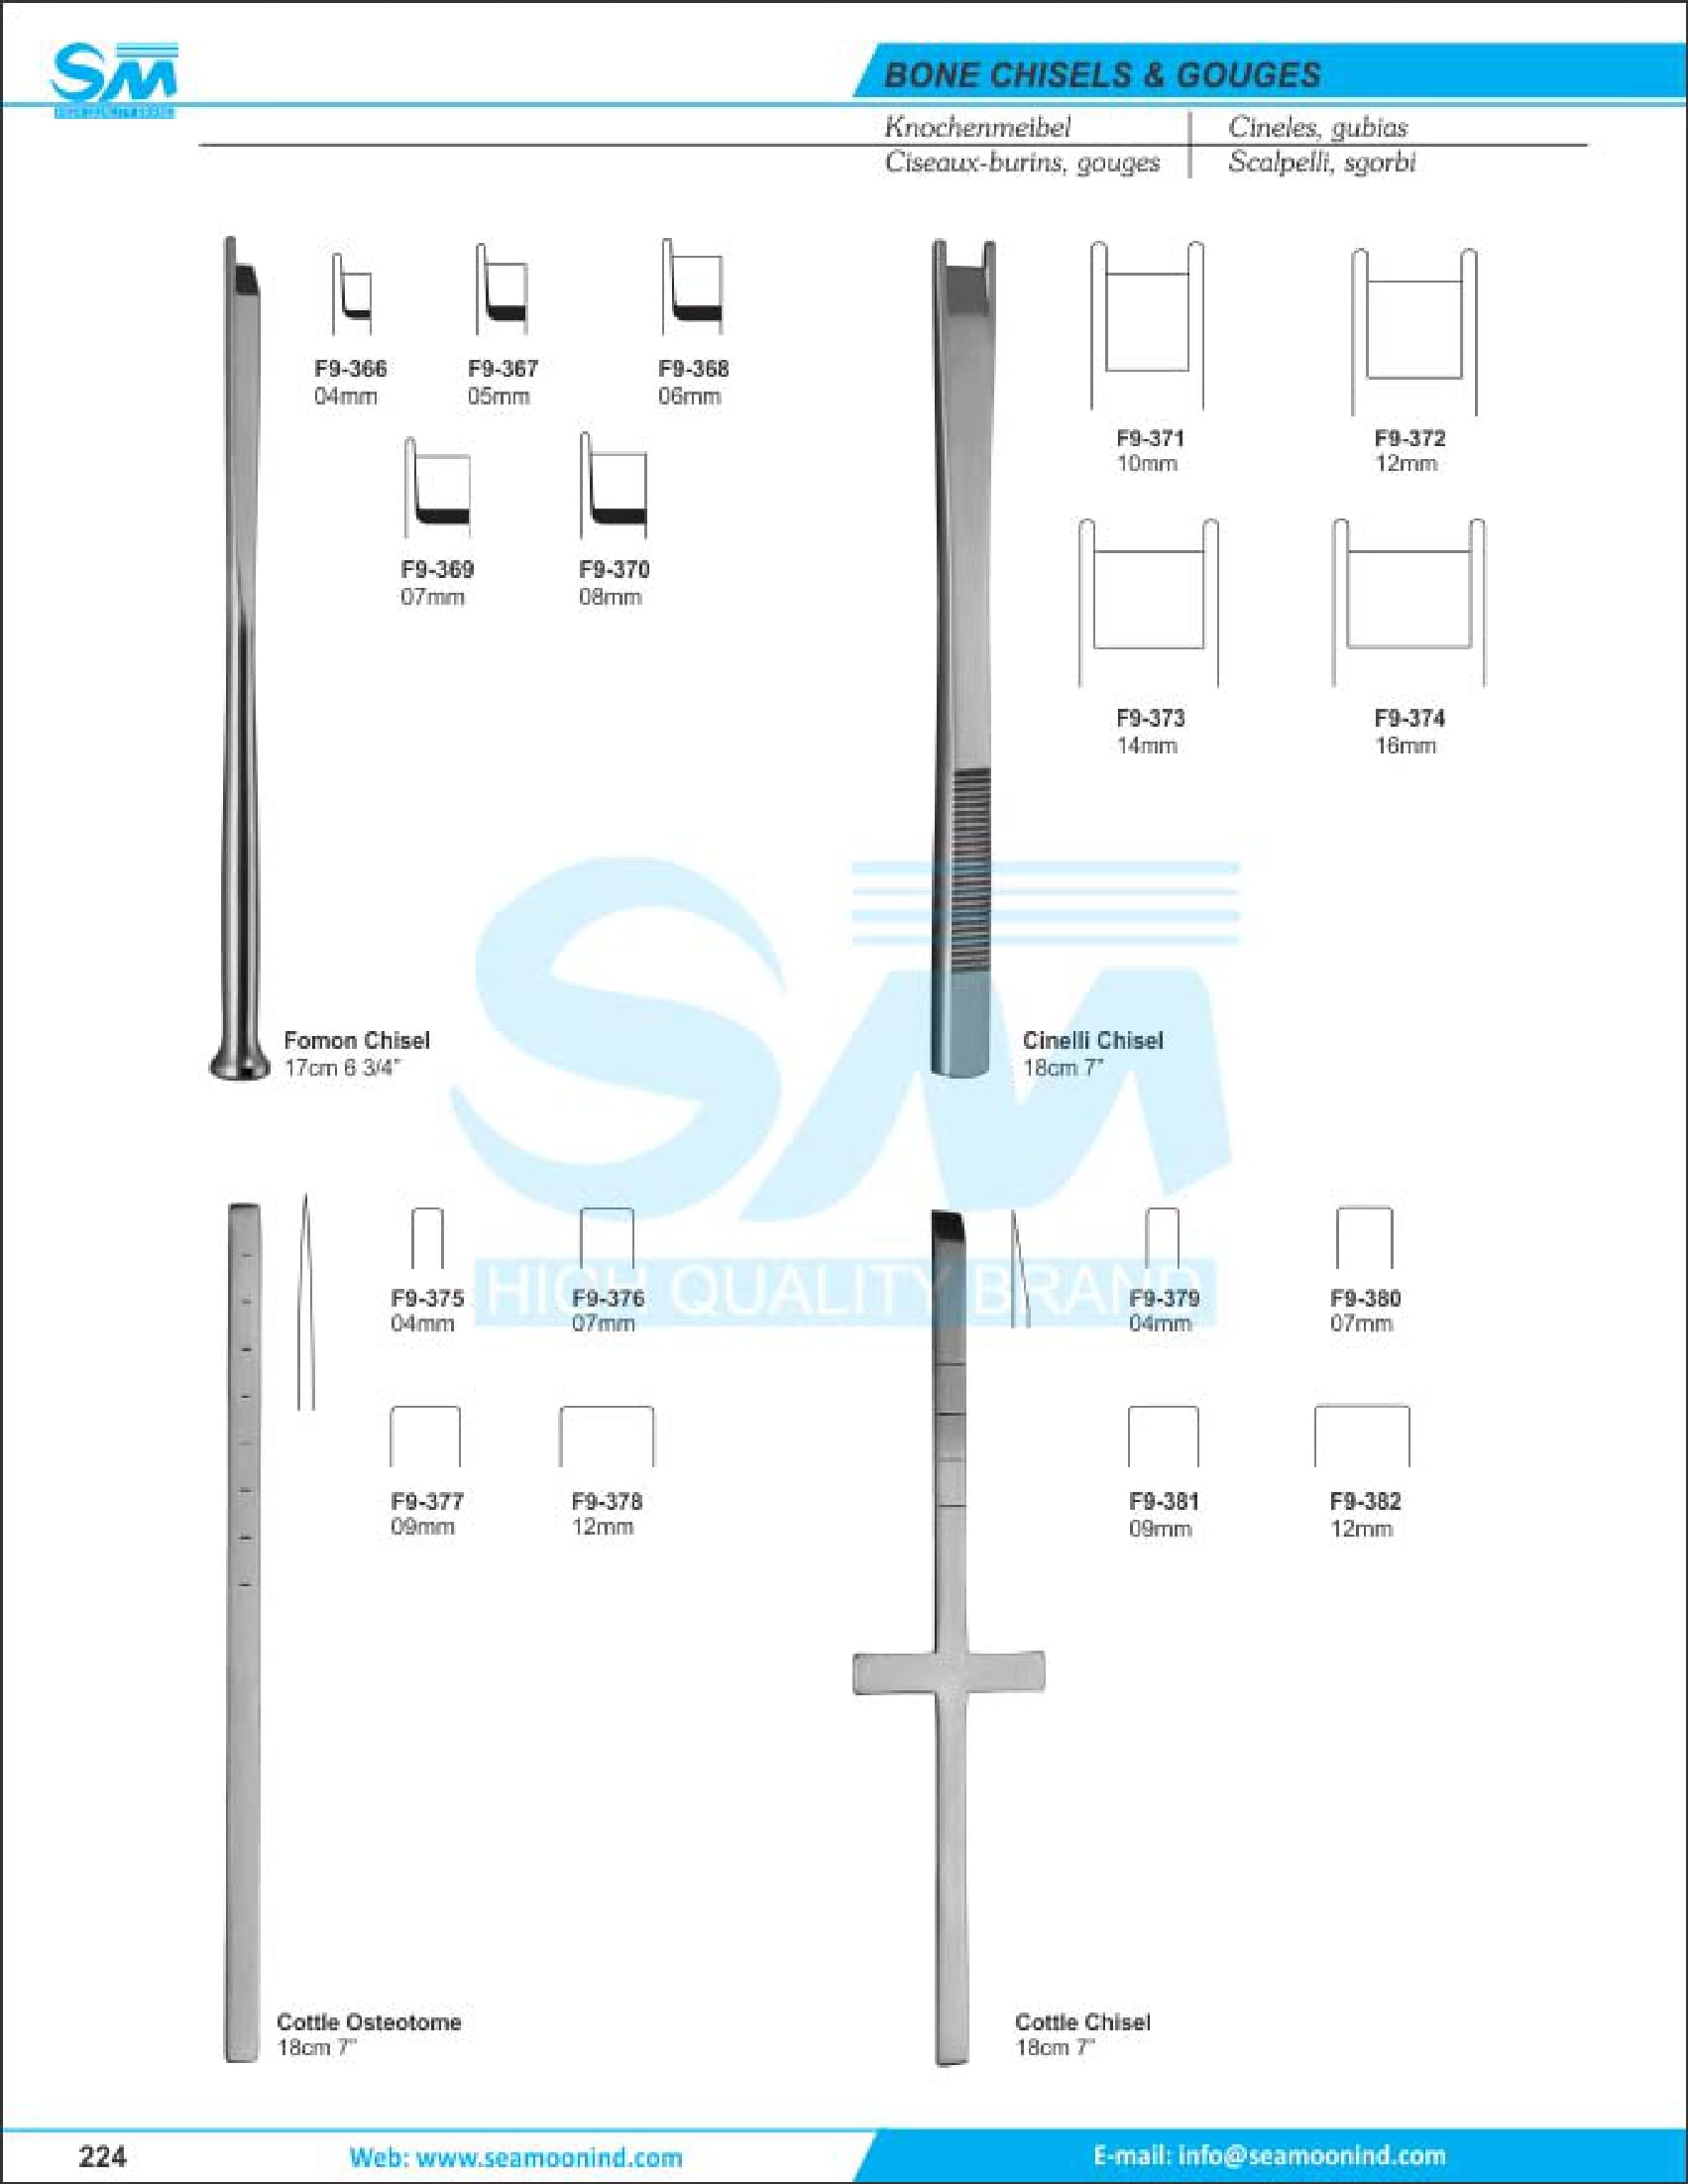 SM
BONE CHISELS & GOUGES
Knochenmeibel
Cineles, gubias
Ciseaux-burins, gouges
Scalpelli, sgorbi
F9-366
04mm
F9-367
05mm
F9-368
06mm
F9-369
07mm
F9-370
08mm
Fomon Chisel
17cm 6 3/4"
F9-371
10mm
F9-372
12mm
F9-373
14mm
F9-374
16mm
Cinelli Chisel
18cm 7"
SM
HIGH QUALITY BRAND
F9-375
04mm
F9-376
07mm
F9-377
09mm
F9-378
12mm
Cottle Osteotome
18cm 7"
F9-379
04mm
F9-380
07mm
F9-381
09mm
F9-382
12mm
Cottle Chisel
18cm 7"
224
Web: www.seamoonind.com
E-mail: info@seamoonind.com